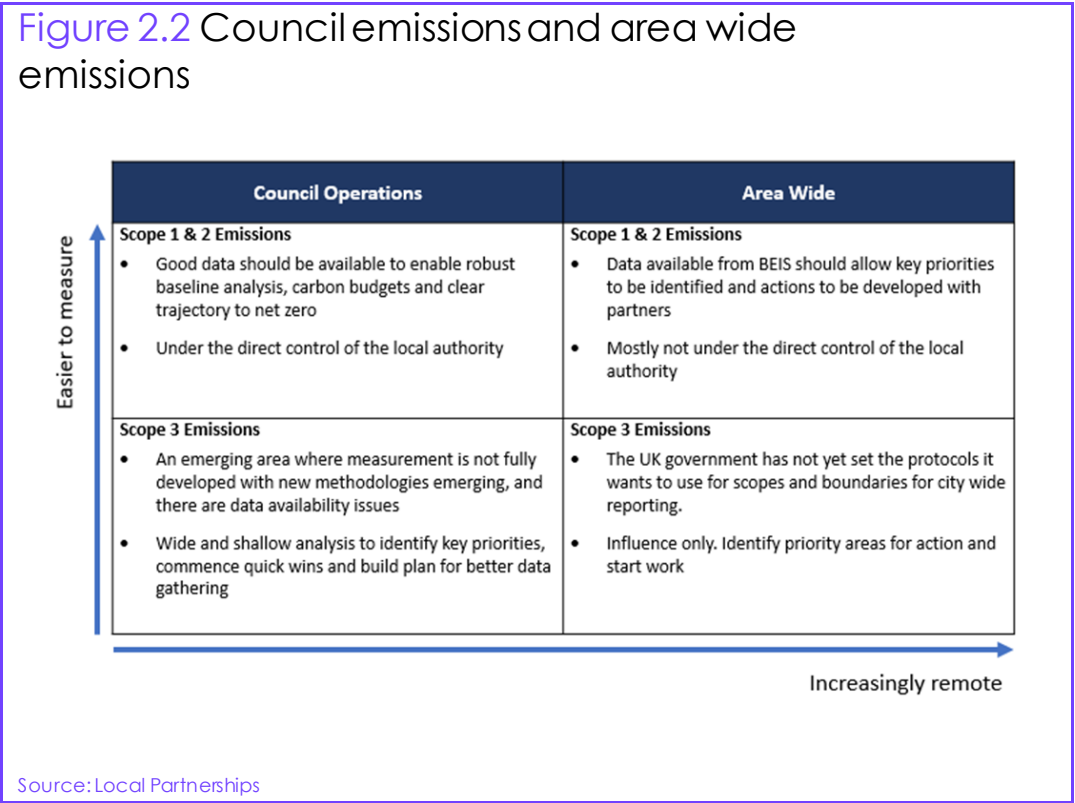 Figure 2.2 Council emissions and area wide
emissions
Council Operations
Area Wide
Easier to measure
Scope 1 & 2 Emissions
• Good data should be available to enable robust
baseline analysis, carbon budgets and clear
trajectory to net zero
• Under the direct control of the local authority
Scope 1 & 2 Emissions
• Data available from BEIS should allow key priorities
to be identified and actions to be developed with
partners
• Mostly not under the direct control of the local
authority
Scope 3 Emissions
• An emerging area where measurement is not fully
developed with new methodologies emerging, and
there are data availability issues
• Wide and shallow analysis to identify key priorities,
commence quick wins and build plan for better data
gathering
Scope 3 Emissions
• The UK government has not yet set the protocols it
wants to use for scopes and boundaries for city wide
reporting.
• Influence only. Identify priority areas for action and
start work
Increasingly remote
Source: Local Partnerships